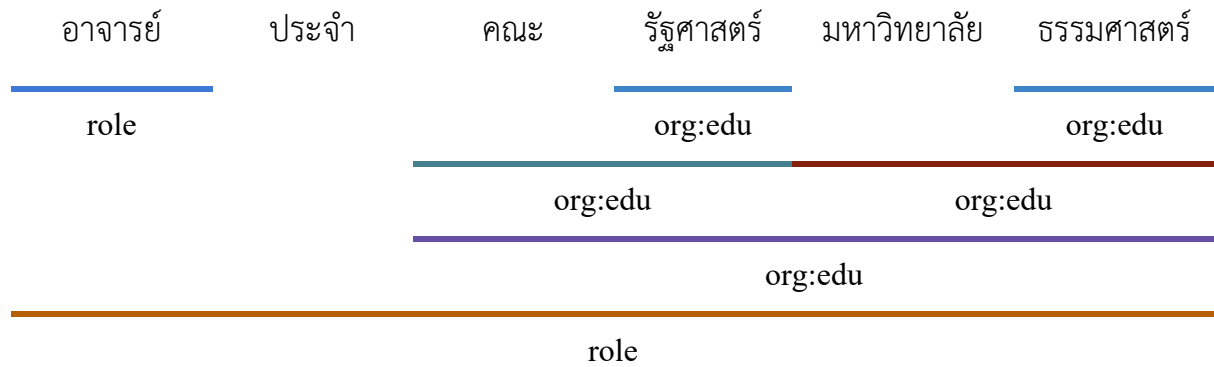 อาจารย์ ประจำ คณะ รัฐศาสตร์ มหาวิทยาลัย ธรรมศาสตร์
role org:edu org:edu
org:edu org:edu
org:edu
role